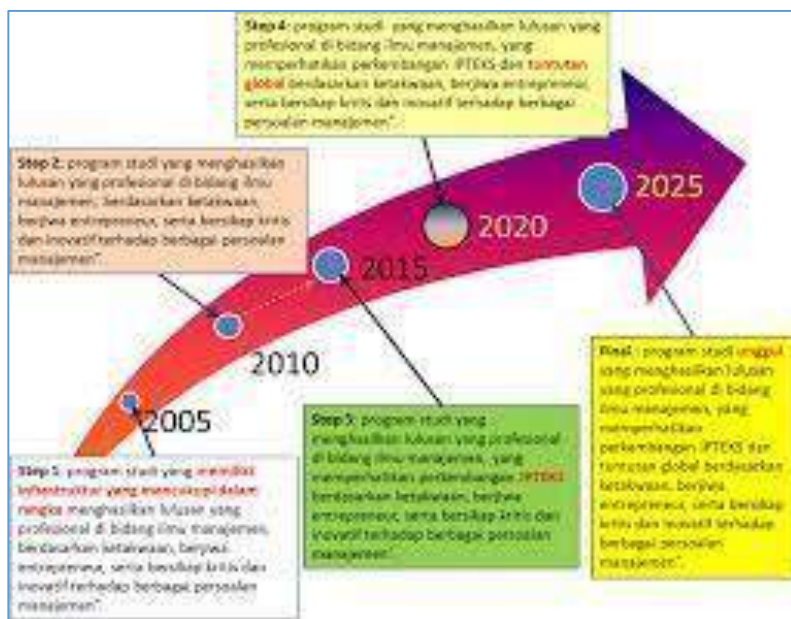 Step 4: program studi yang menghasilkan lulusan yang
profesional di bidang ilmu manajemen, yang
memperhatikan perkembangan IPTEKS dan tuntutan
global berdasarkan ketakwaan, berjiwa entrepreneur,
serta bersikap kritis dan inovatif terhadap berbagai
persoalan manajemen".
Step 2: program studi yang menghasilkan
lulusan yang profesional di bidang ilmu
manajemen, berdasarkan ketakwaan,
berjiwa entrepreneur, serta bersikap kritis
dan inovatif terhadap berbagai persoalan
manajemen".
2025
2020
2015
2010
2005
Step 1: program studi yang memiliki
infrastruktur yang mencukupi dalam
rangka menghasilkan lulusan yang
profesional di bidang ilmu manajemen,
berdasarkan ketakwaan, berjiwa
entrepreneur, serta bersikap kritis dan
inovatif terhadap berbagai persoalan
manajemen".
Step 3: program studi yang
menghasilkan lulusan yang profesional
di bidang ilmu manajemen, yang
memperhatikan perkembangan IPTEKS
berdasarkan ketakwaan, berjiwa
entrepreneur, serta bersikap kritis dan
inovatif terhadap berbagai persoalan
manajemen".
Final : program studi unggul
yang menghasilkan lulusan
yang profesional di bidang
ilmu manajemen, yang
memperhatikan
perkembangan IPTEKS dan
tuntutan global berdasarkan
ketakwaan, berjiwa
entrepreneur, serta bersikap
kritis dan inovatif terhadap
berbagai persoalan
manajemen".